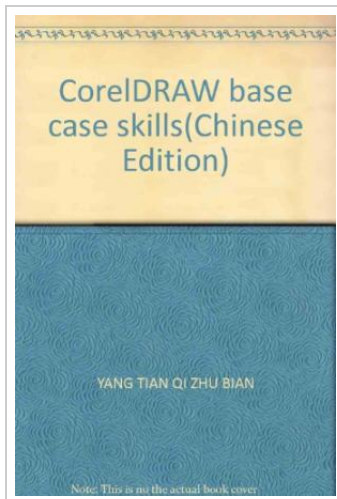 CorelDRAW base
case skills(Chinese
Edition)
YANG TIAN QI ZHU BIAN
Note: This is no the actual book cover